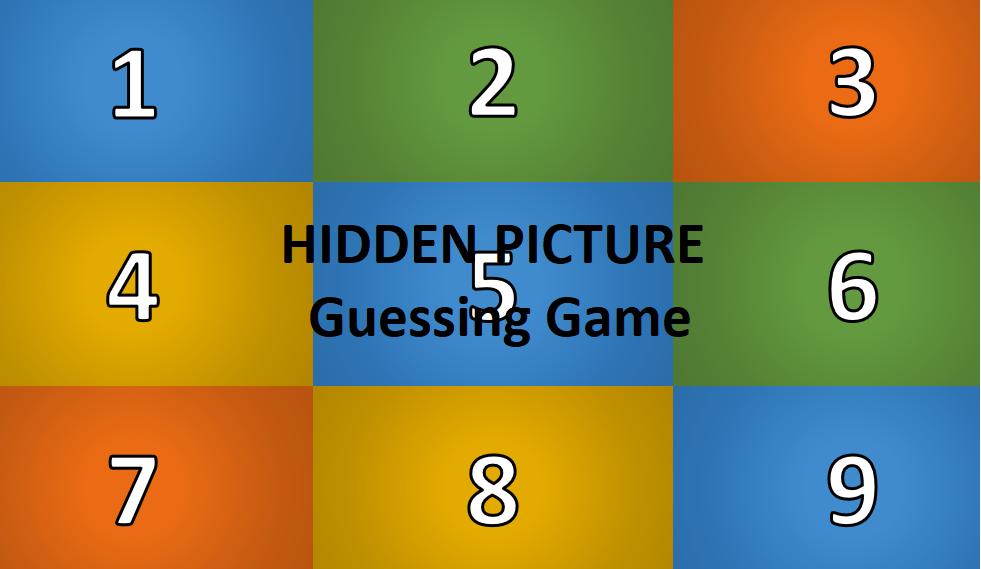 1 2 3
HIDDEN PICTURE
4 5 6
Guessing Game
7 8 9